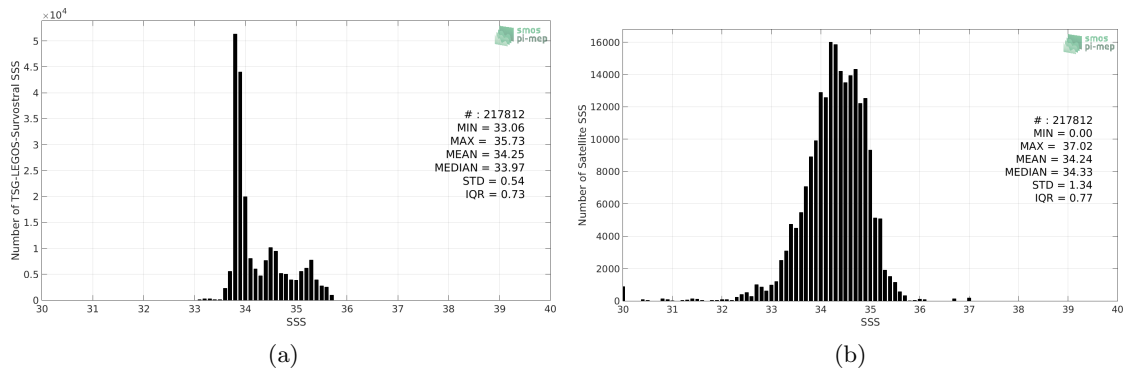 ×10⁴
5
4.5
4
3.5
3
2.5
2
1.5
1
0.5
0
30 31 32 33 34 35 36 37 38 39 40
SSS
Number of TSG-LEGOS-Survostral SSS
smos
pi-mep
# : 217812
MIN = 33.06
MAX = 35.73
MEAN = 34.25
MEDIAN = 33.97
STD = 0.54
IQR = 0.73
(a)
16000
14000
12000
10000
8000
6000
4000
2000
0
30 31 32 33 34 35 36 37 38 39 40
SSS
Number of Satellite SSS
smos
pi-mep
# : 217812
MIN = 0.00
MAX = 37.02
MEAN = 34.24
MEDIAN = 34.33
STD = 1.34
IQR = 0.77
(b)